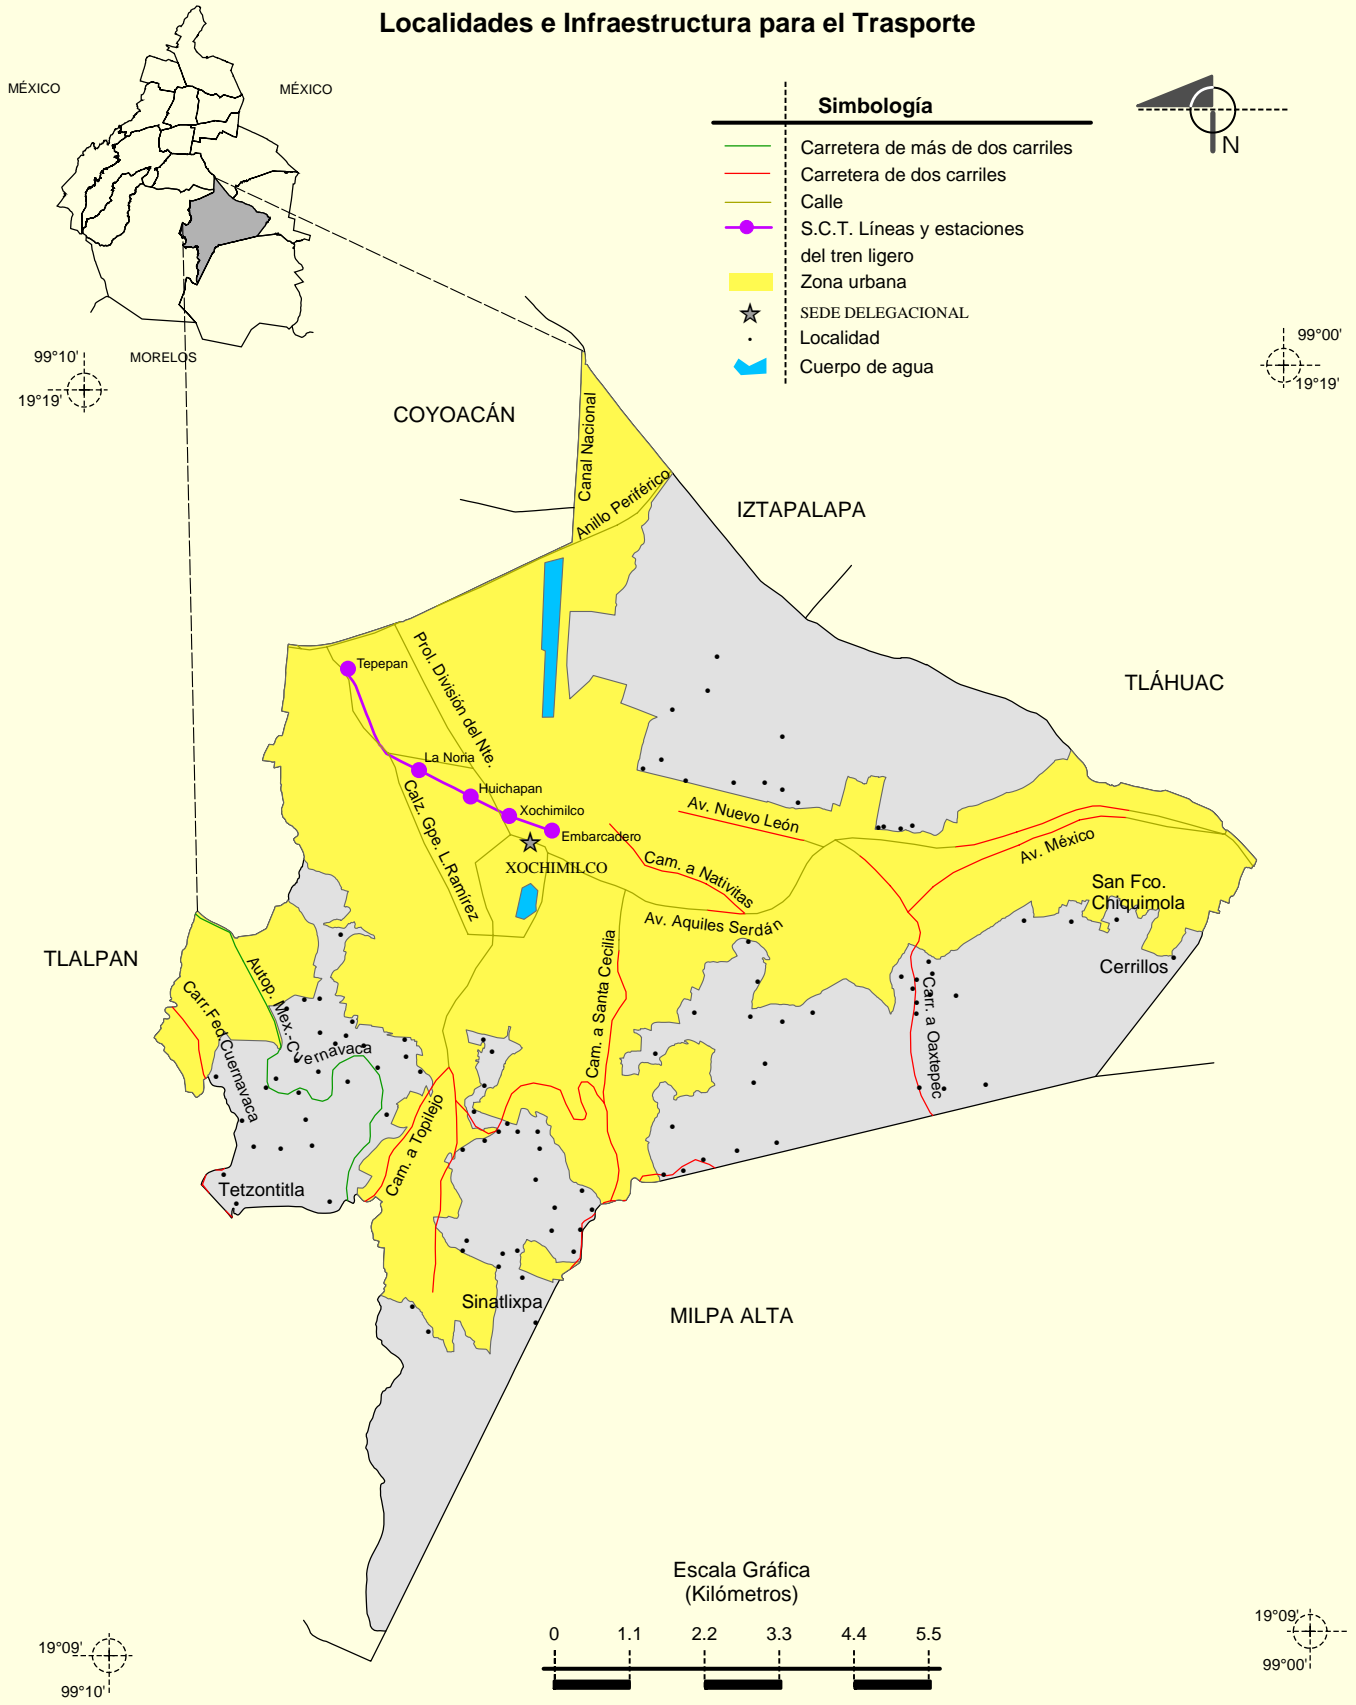 Localidades e Infraestructura para el Trasporte
MÉXICO
MÉXICO
MORELOS
Simbología
Carretera de más de dos carriles
Carretera de dos carriles
Calle
S.C.T. Líneas y estaciones
del tren ligero
Zona urbana
SEDE DELEGACIONAL
Localidad
Cuerpo de agua
N
99°10'
19°19'
99°00'
19°19'
COYOACÁN
Canal Nacional
Anillo Periférico
IZTAPALAPA
TLÁHUAC
Tepepan
Prol. División del Nte.
La Noria
Huichapan
Xochimilco
Embarcadero
Calz. Gpe. L.Ramírez
XOCHIMILCO
Av. Nuevo León
Cam. a Nativitas
Av. México
Av. Aquiles Serdán
San Fco.
Chiquimola
Cerrillos
TLALPAN
Autop. Mex.-Cvernavaca
Carr.Fed.Cuernavaca
Cam. a Santa Cecilia
Carr. a Oaxtepec
Cam. a Topilejo
Tetzontitla
Sinatlixpa
MILPA ALTA
Escala Gráfica
(Kilómetros)
0 1.1 2.2 3.3 4.4 5.5
19°09'
99°10'
19°09'
99°00'